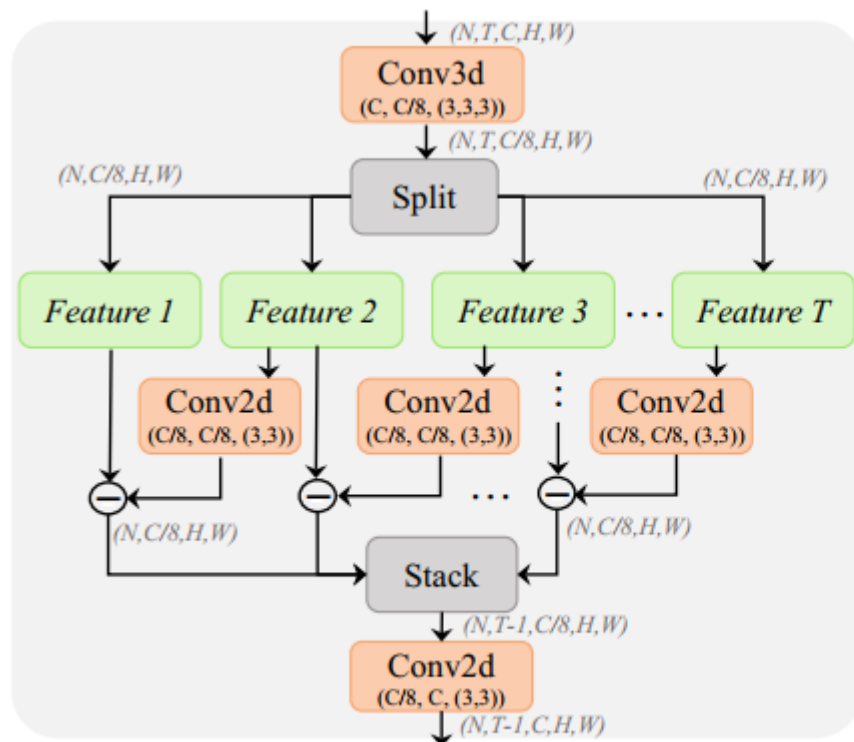 (N,T,C,H,W)
Conv3d
(C, C/8, (3,3,3))
(N,T,C/8,H,W)
(N,C/8,H,W)
Split
(N,C/8,H,W)
Feature 1
Feature 2
Feature 3
...
Feature T
Conv2d
(C/8, C/8, (3,3))
Conv2d
(C/8, C/8, (3,3))
Conv2d
(C/8, C/8, (3,3))
...
(N,C/8,H,W)
(N,C/8,H,W)
Stack
(N,T-1,C/8,H,W)
Conv2d
(C/8, C, (3,3))
(N,T-1,C,H,W)